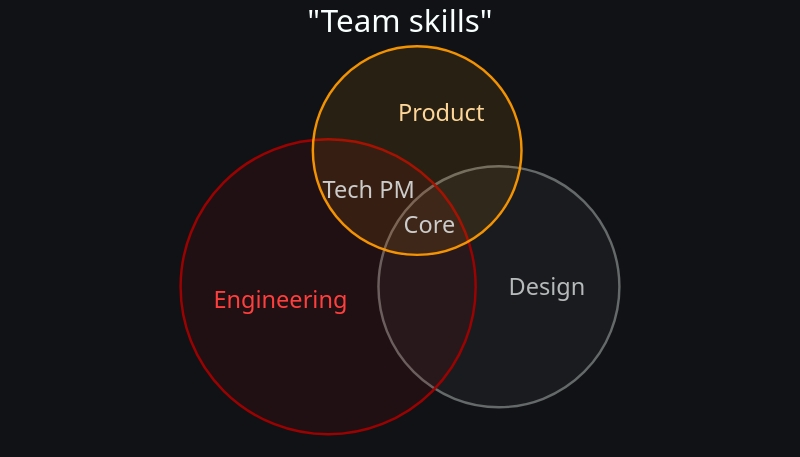 "Team skills"
Product
Tech PM
Core
Engineering
Design